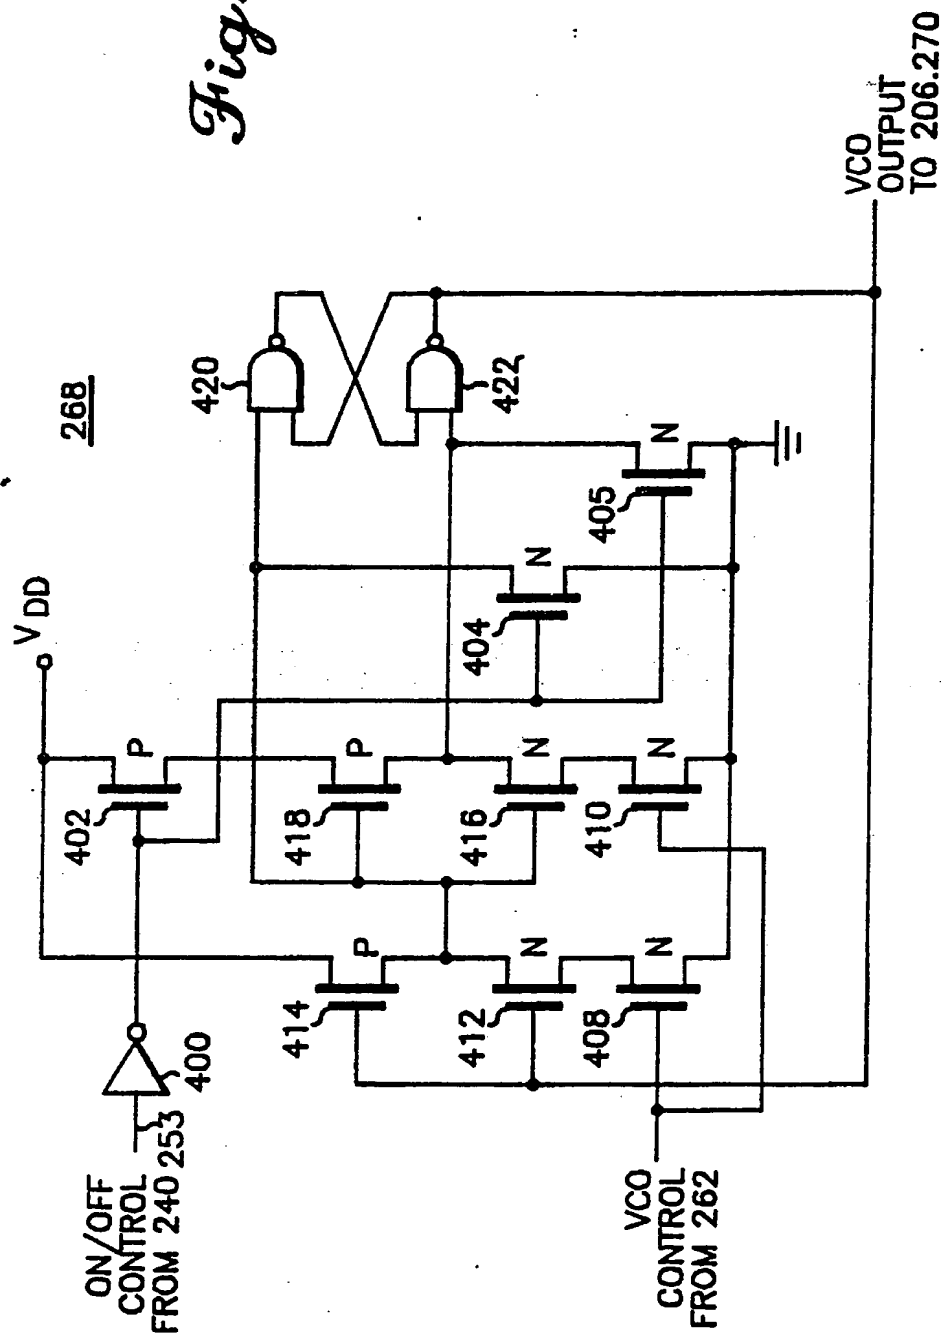 Fig.
268
V DD
420
422
402
P
404
N
405
N
418
P
416
N
410
N
414
P
412
N
408
N
400
253
ON/OFF
CONTROL
FROM 240
VCO
CONTROL
FROM 262
VCO
OUTPUT
TO 206.270